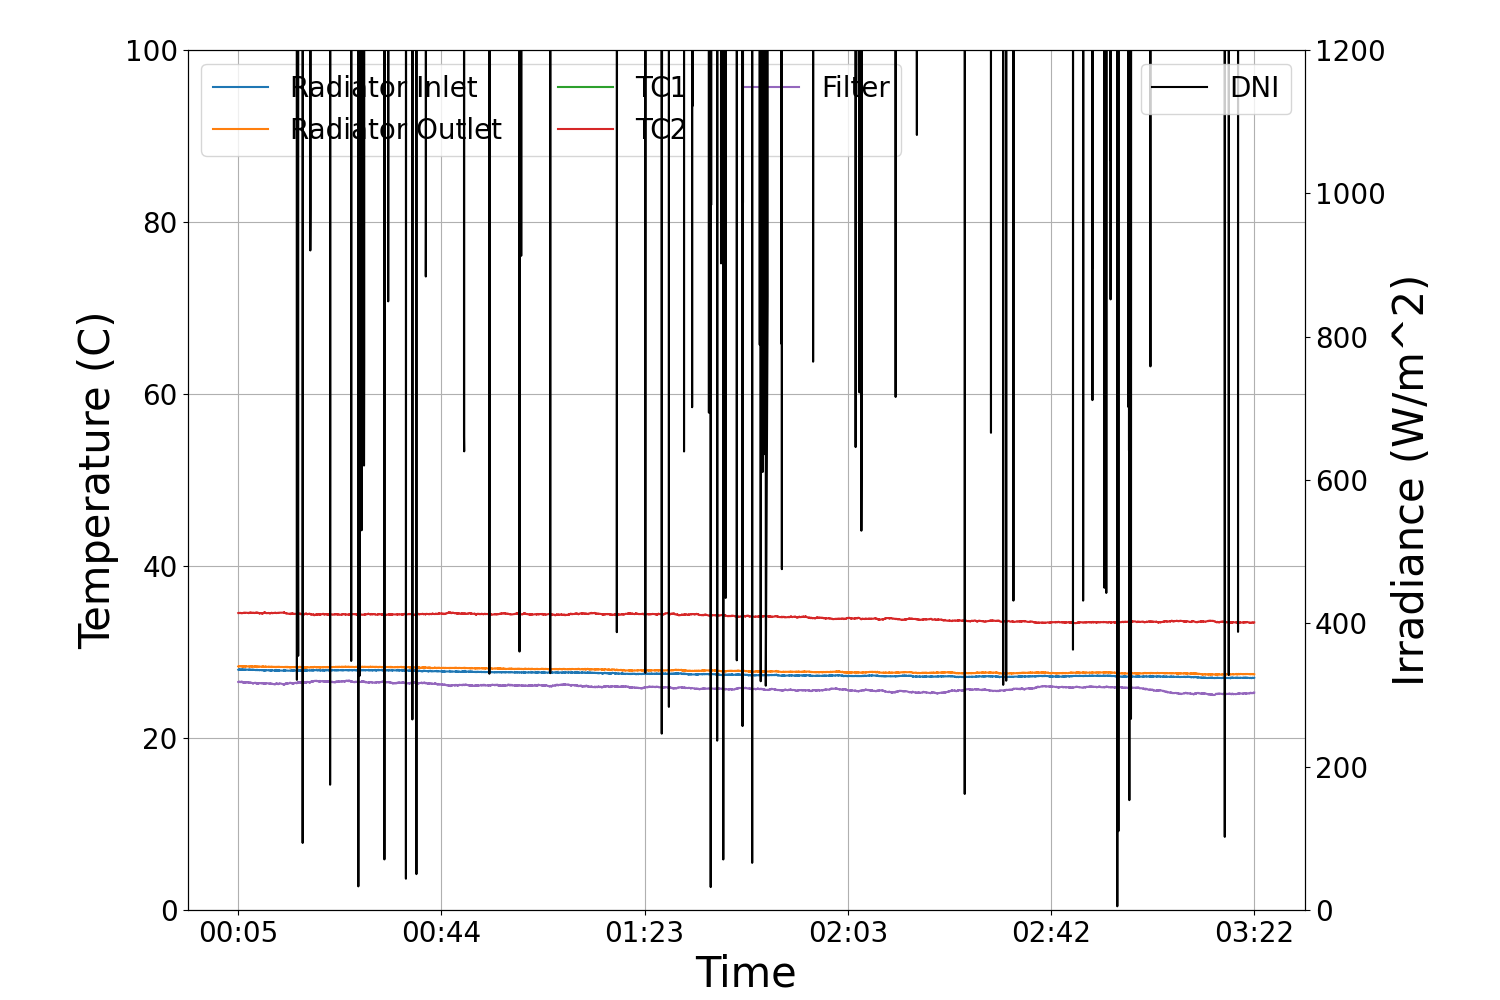 100
80
60
40
20
0
Temperature (C)
Radiator Inlet
Radiator Outlet
TC1
TC2
Filter
DNI
1200
1000
800
600
400
200
0
Irradiance (W/m^2)
00:05 00:44 01:23 02:03 02:42 03:22
Time